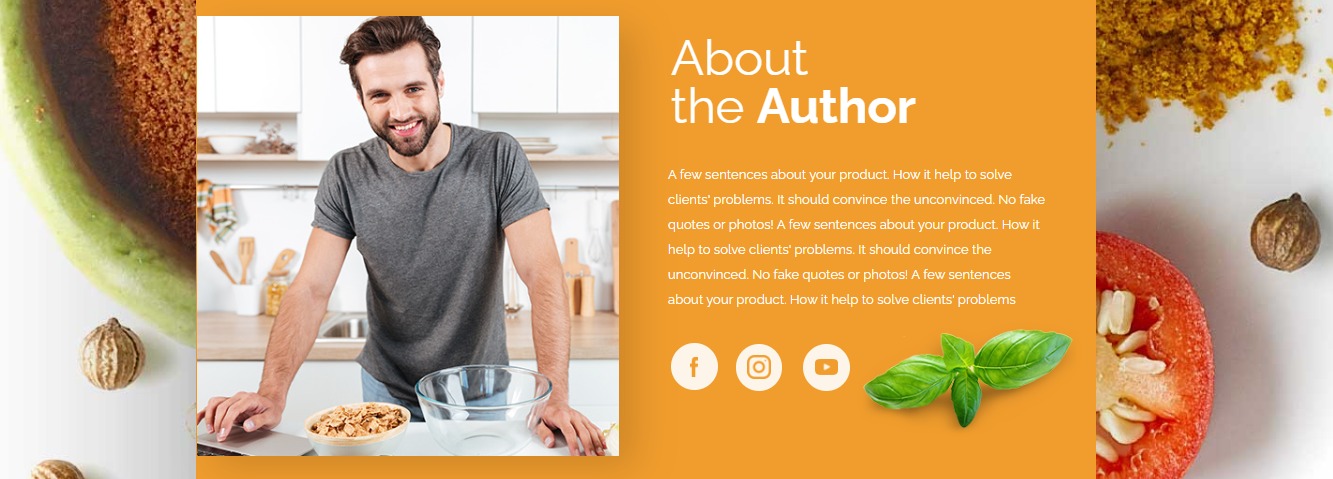 About
the Author
A few sentences about your product. How it help to solve
clients' problems. It should convince the unconvinced. No fake
quotes or photos! A few sentences about your product. How it
help to solve clients' problems. It should convince the
unconvinced. No fake quotes or photos! A few sentences
about your product. How it help to solve clients' problems